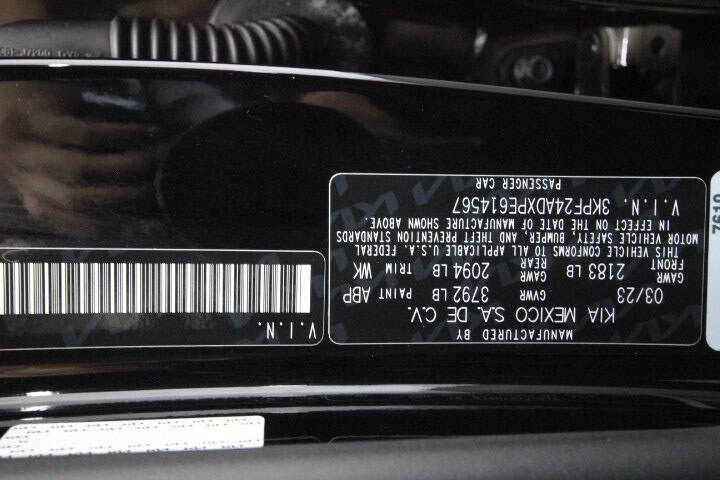 MANUFACTURED BY
KIA MEXICO S.A. DE C.V.
03/23 GVWR 3792 LB PAINT ABP
GAWR FRONT 2183 LB GAWR REAR 2094 LB TRIM WK
THIS VEHICLE CONFORMS TO ALL APPLICABLE U.S.A. FEDERAL
MOTOR VEHICLE SAFETY, BUMPER, AND THEFT PREVENTION STANDARDS
IN EFFECT ON THE DATE OF MANUFACTURE SHOWN ABOVE.
V.I.N. 3KPF24ADXPE614567
PASSENGER CAR
V.I.N.
7610